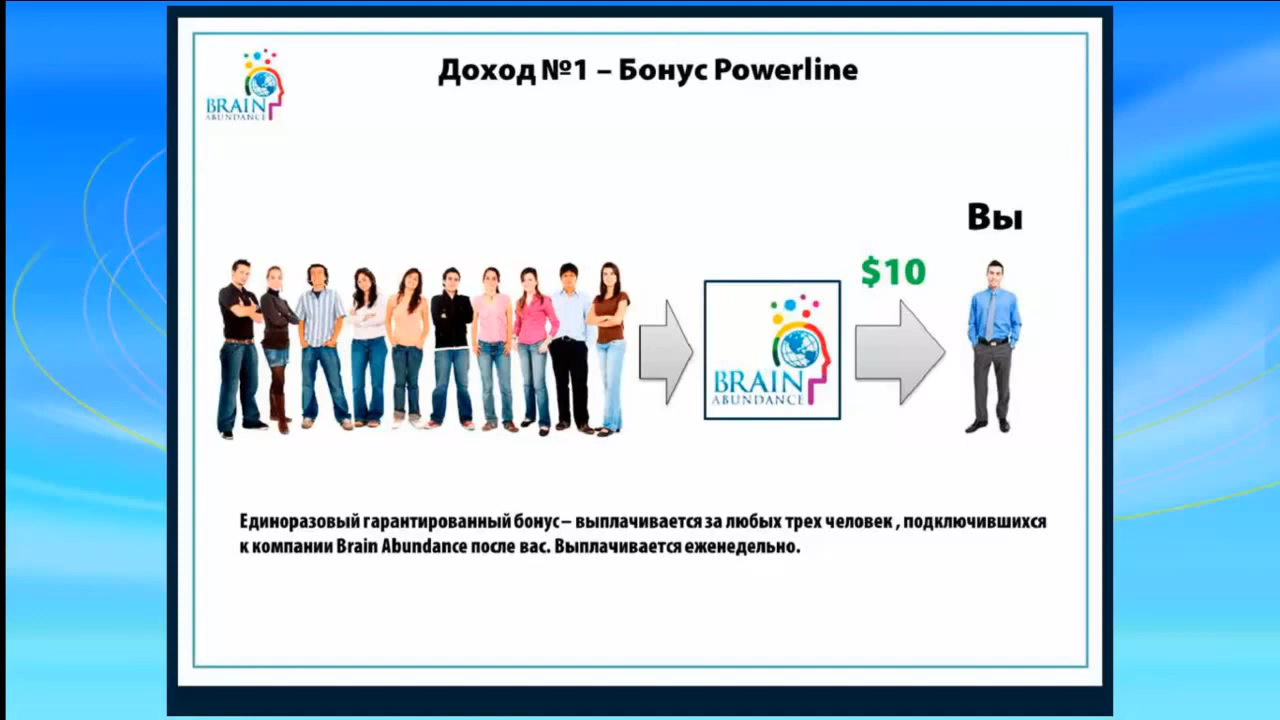 BRAIN
ABUNDANCE
Доход №1 – Бонус Powerline
Вы
$10
BRAIN
ABUNDANCE
Единоразовый гарантированный бонус – выплачивается за любых трех человек , подключившихся
к компании Brain Abundance после вас. Выплачивается еженедельно.